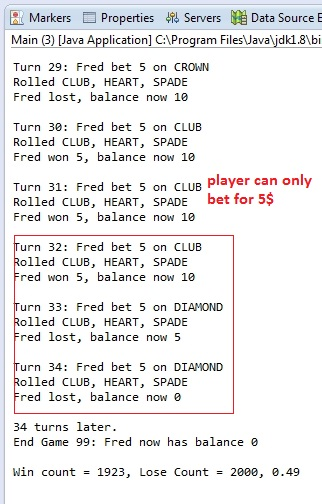 Markers Properties Servers Data Source E
Main (3) [Java Application] C:\Program Files\Java\jdk1.8\bi
Turn 29: Fred bet 5 on CROWN
Rolled CLUB, HEART, SPADE
Fred lost, balance now 10
Turn 30: Fred bet 5 on CLUB
Rolled CLUB, HEART, SPADE
Fred won 5, balance now 10
Turn 31: Fred bet 5 on CLUB
Rolled CLUB, HEART, SPADE
Fred won 5, balance now 10
player can only
bet for 5$
Turn 32: Fred bet 5 on CLUB
Rolled CLUB, HEART, SPADE
Fred won 5, balance now 10
Turn 33: Fred bet 5 on DIAMOND
Rolled CLUB, HEART, SPADE
Fred lost, balance now 5
Turn 34: Fred bet 5 on DIAMOND
Rolled CLUB, HEART, SPADE
Fred lost, balance now 0
34 turns later.
End Game 99: Fred now has balance 0
Win count = 1923, Lose Count = 2000, 0.49